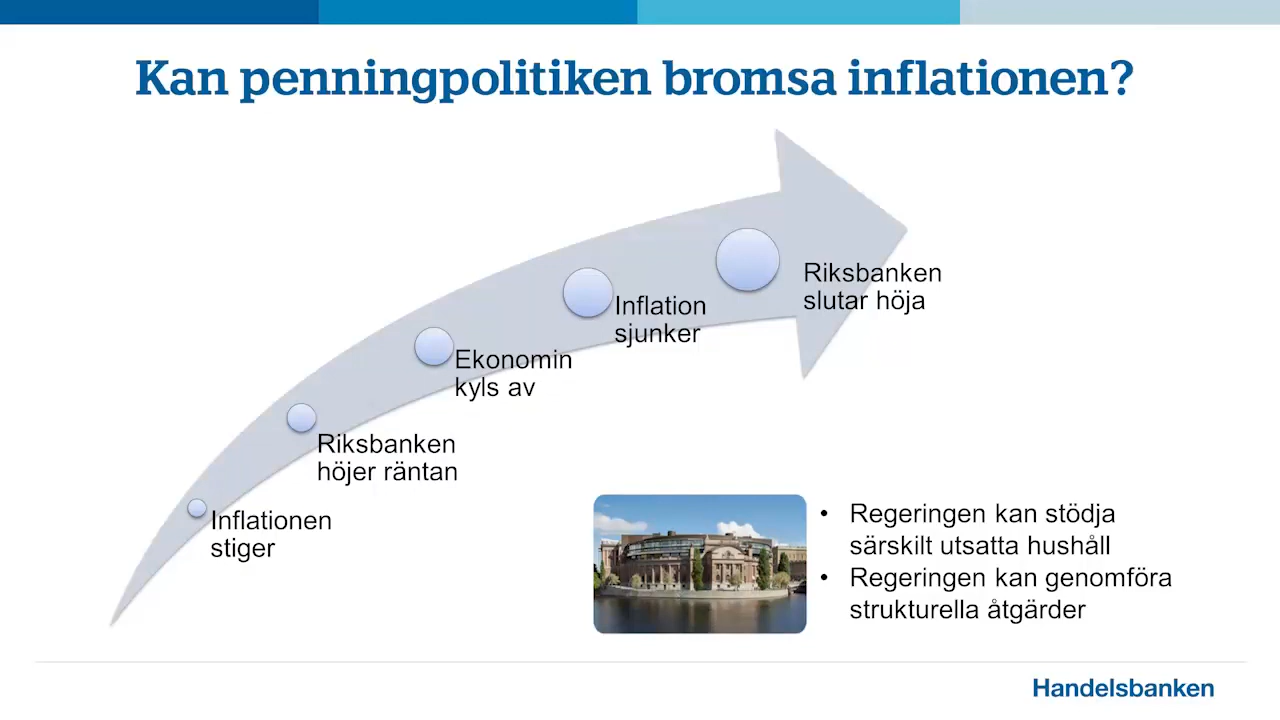 Kan penningpolitiken bromsa inflationen?
Inflationen
stiger
Riksbanken
höjer räntan
Ekonomin
kyls av
Inflation
sjunker
Riksbanken
slutar höja
• Regeringen kan stödja
särskilt utsatta hushåll
• Regeringen kan genomföra
strukturella åtgärder
Handelsbanken